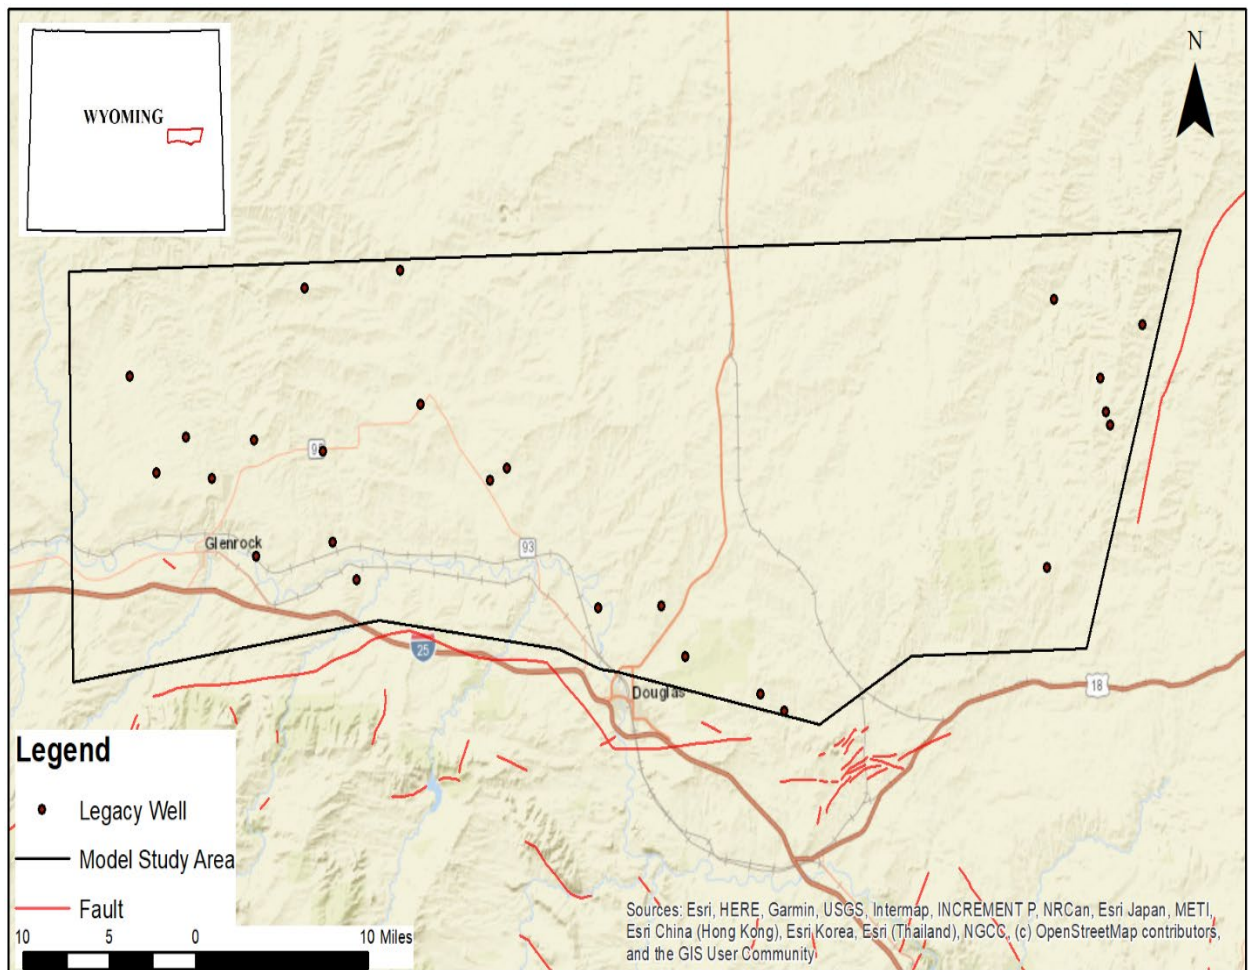 N
WYOMING
95
Glenrock
93
25
Douglas
18
Legend
Legacy Well
Model Study Area
Fault
10 5 0 10 Miles
Sources: Esri, HERE, Garmin, USGS, Intermap, INCREMENT P, NRCan, Esri Japan, METI,
Esri China (Hong Kong), Esri Korea, Esri (Thailand), NGCC, (c) OpenStreetMap contributors,
and the GIS User Community